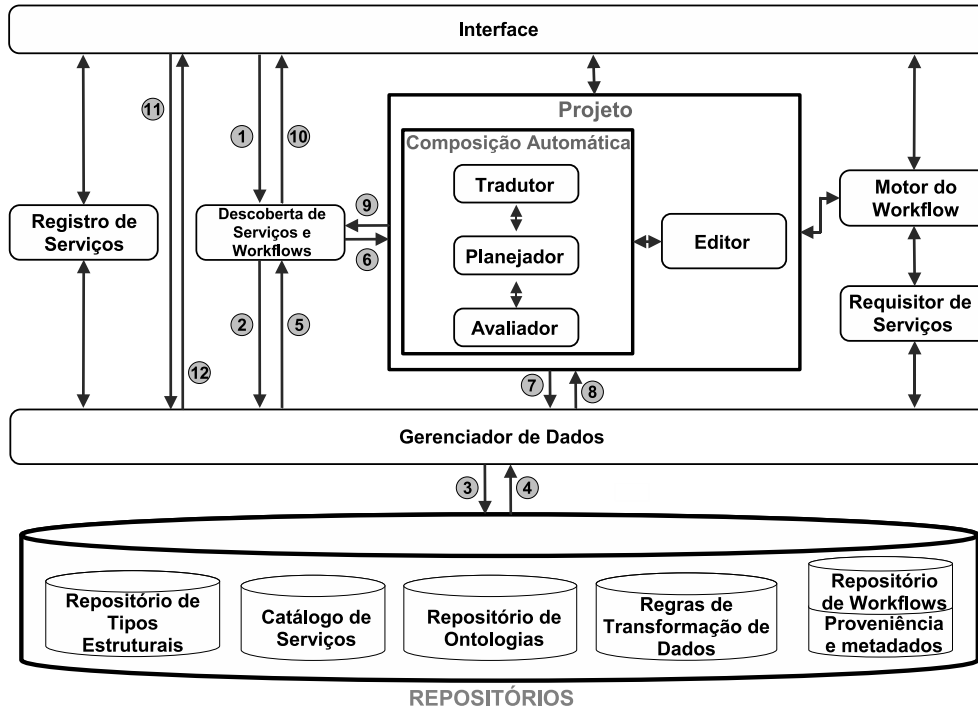 Interface
Projeto
Composição Automática
11
1
10
Tradutor
Registro de
Serviços
Descoberta de
Serviços e
Workflows
9
6
Planejador
Editor
Motor do
Workflow
2
5
Avaliador
Requisitor de
Serviços
12
7
8
Gerenciador de Dados
3
4
Repositório de
Tipos
Estruturais
Catálogo de
Serviços
Repositório de
Ontologias
Regras de
Transformação de
Dados
Repositório
de Workflows
Proveniência
e metadados
REPOSITÓRIOS